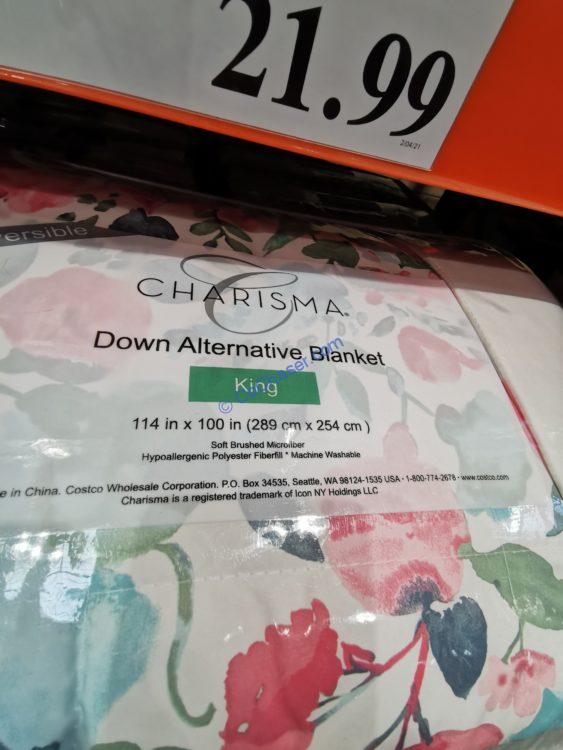 21.99
2/04/21
CHARISMA®
Down Alternative Blanket
King
114 in x 100 in (289 cm x 254 cm )
Soft Brushed Microfiber
Hypoallergenic Polyester Fiberfill * Machine Washable
e in China. Costco Wholesale Corporation. P.O. Box 34535, Seattle, WA 98124-1535 USA • 1-800-774-2678 • www.costco.com
Charisma is a registered trademark of Icon NY Holdings LLC